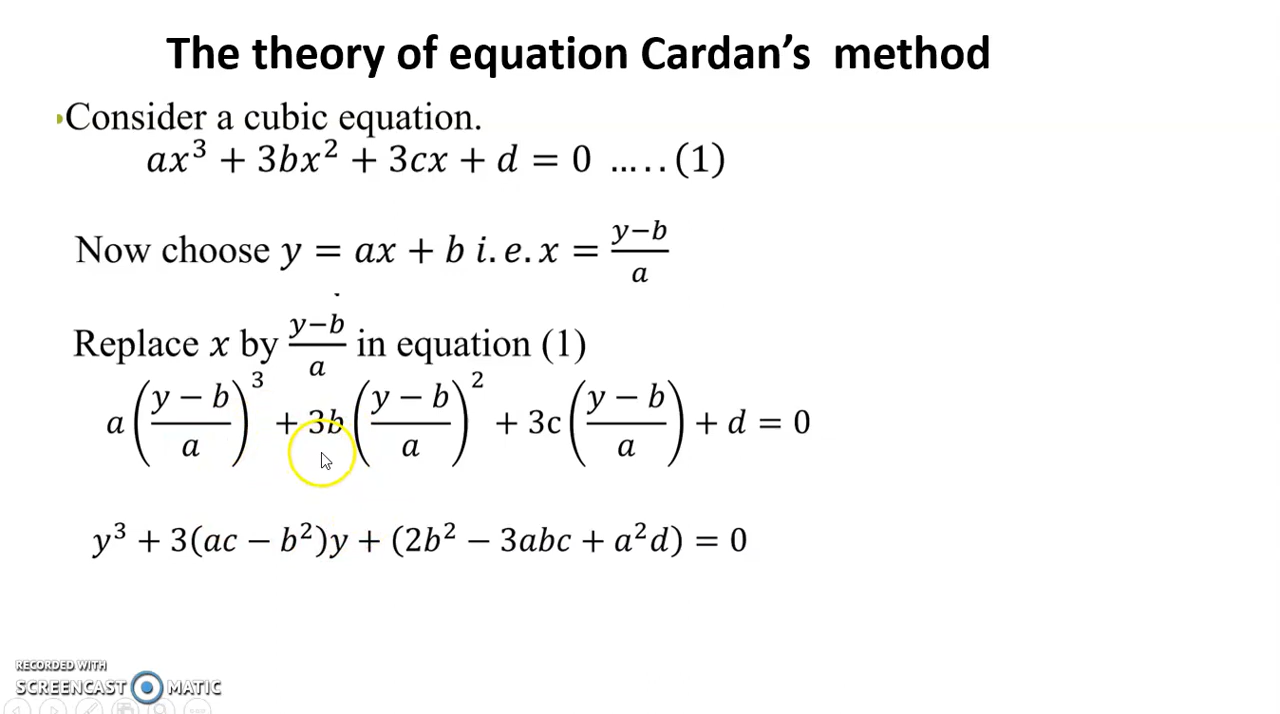 The theory of equation Cardan's method
Consider a cubic equation.
ax³ + 3bx² + 3cx + d = 0 ..... (1)
Now choose y = ax + b i.e. x = (y−b)/a
Replace x by (y−b)/a in equation (1)
a((y − b)/a)³ + 3b((y − b)/a)² + 3c((y − b)/a) + d = 0
y³ + 3(ac − b²)y + (2b² − 3abc + a²d) = 0
RECORDED WITH
SCREENCAST MATIC